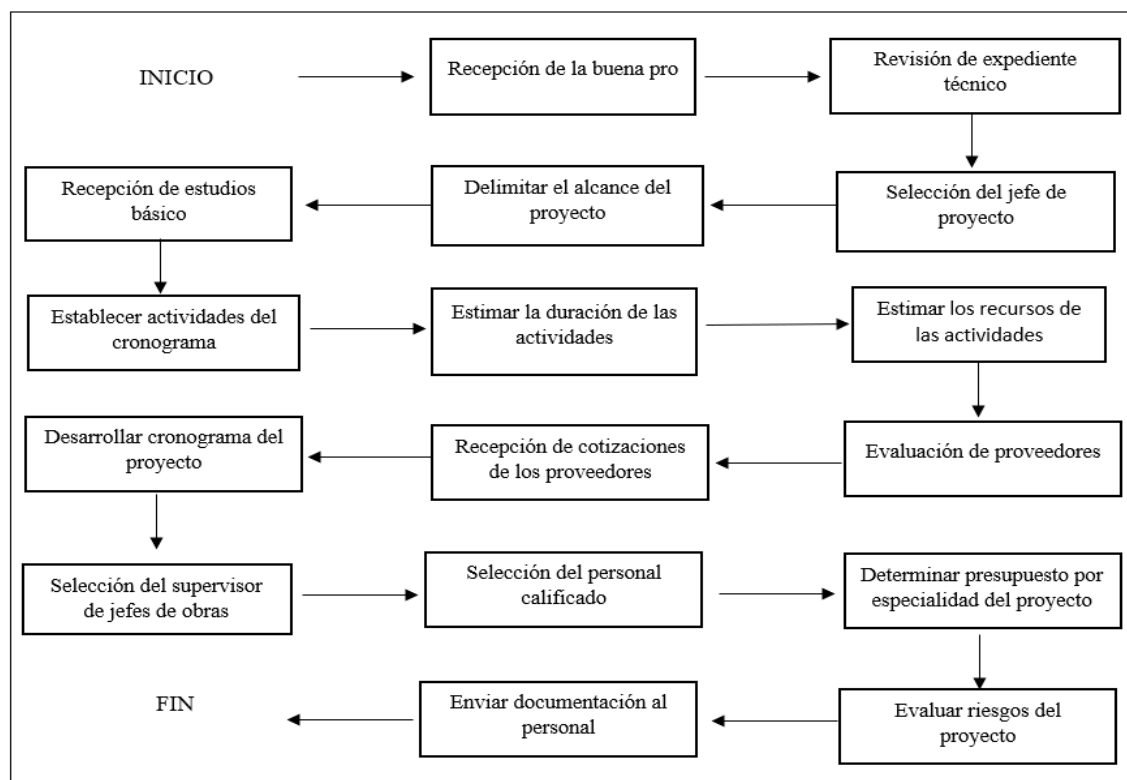 INICIO
Recepción de la buena pro
Revisión de expediente
técnico
Selección del jefe de
proyecto
Delimitar el alcance del
proyecto
Recepción de estudios
básico
Establecer actividades del
cronograma
Estimar la duración de las
actividades
Estimar los recursos de
las actividades
Evaluación de proveedores
Recepción de cotizaciones
de los proveedores
Desarrollar cronograma del
proyecto
Selección del supervisor
de jefes de obras
Selección del personal
calificado
Determinar presupuesto por
especialidad del proyecto
Evaluar riesgos del
proyecto
Enviar documentación al
personal
FIN